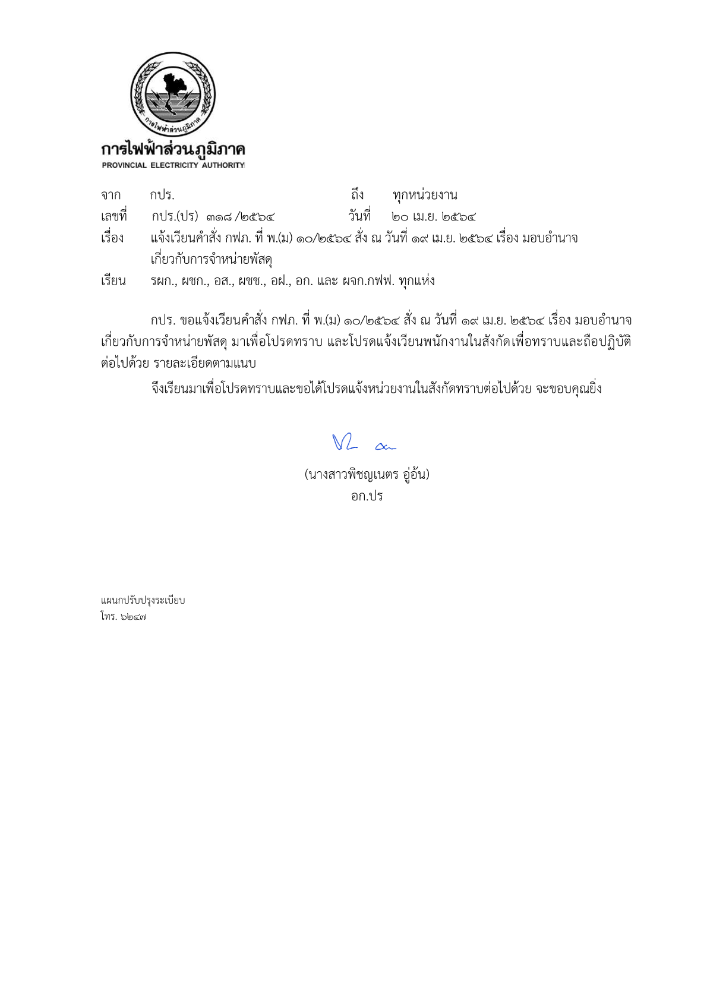 การไฟฟ้าส่วนภูมิภาค
การไฟฟ้าส่วนภูมิภาค
PROVINCIAL ELECTRICITY AUTHORITY
จาก กปร. ถึง ทุกหน่วยงาน
เลขที่ กปร.(ปร) ๓๑๘ /๒๕๖๔ วันที่ ๒๐ เม.ย. ๒๕๖๔
เรื่อง แจ้งเวียนคำสั่ง กฟภ. ที่ พ.(ม) ๑๐/๒๕๖๔ สั่ง ณ วันที่ ๑๙ เม.ย. ๒๕๖๔ เรื่อง มอบอำนาจ
เกี่ยวกับการจำหน่ายพัสดุ
เรียน รผก., ผชก., อส., ผชช., อฝ., อก. และ ผจก.กฟฟ. ทุกแห่ง
กปร. ขอแจ้งเวียนคำสั่ง กฟภ. ที่ พ.(ม) ๑๐/๒๕๖๔ สั่ง ณ วันที่ ๑๙ เม.ย. ๒๕๖๔ เรื่อง มอบอำนาจ
เกี่ยวกับการจำหน่ายพัสดุ มาเพื่อโปรดทราบ และโปรดแจ้งเวียนพนักงานในสังกัดเพื่อทราบและถือปฏิบัติ
ต่อไปด้วย รายละเอียดตามแนบ
จึงเรียนมาเพื่อโปรดทราบและขอได้โปรดแจ้งหน่วยงานในสังกัดทราบต่อไปด้วย จะขอบคุณยิ่ง
(นางสาวพิชญเนตร อู่อ้น)
อก.ปร
แผนกปรับปรุงระเบียบ
โทร. ๖๒๔๗